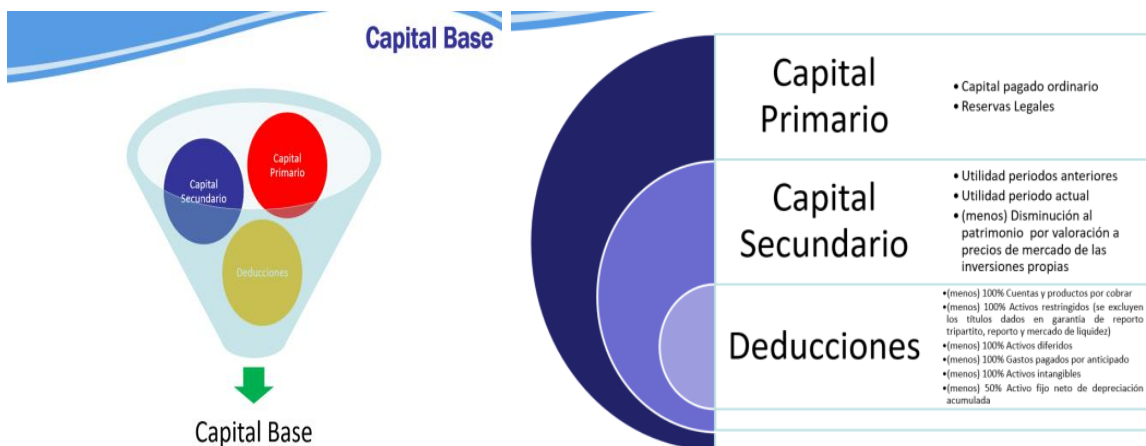 Capital Base
Capital
Primario
Capital
Secundario
Deducciones
Capital Base
Capital
Primario
• Capital pagado ordinario
• Reservas Legales
Capital
Secundario
• Utilidad periodos anteriores
• Utilidad periodo actual
• (menos) Disminución al
patrimonio por valoración a
precios de mercado de las
inversiones propias
Deducciones
•(menos) 100% Cuentas y productos por cobrar
•(menos) 100% Activos restringidos (se excluyen
los títulos dados en garantía de reporto
tripartito, reporto y mercado de liquidez)
•(menos) 100% Activos diferidos
•(menos) 100% Gastos pagados por anticipado
•(menos) 100% Activos intangibles
•(menos) 50% Activo fijo neto de depreciación
acumulada